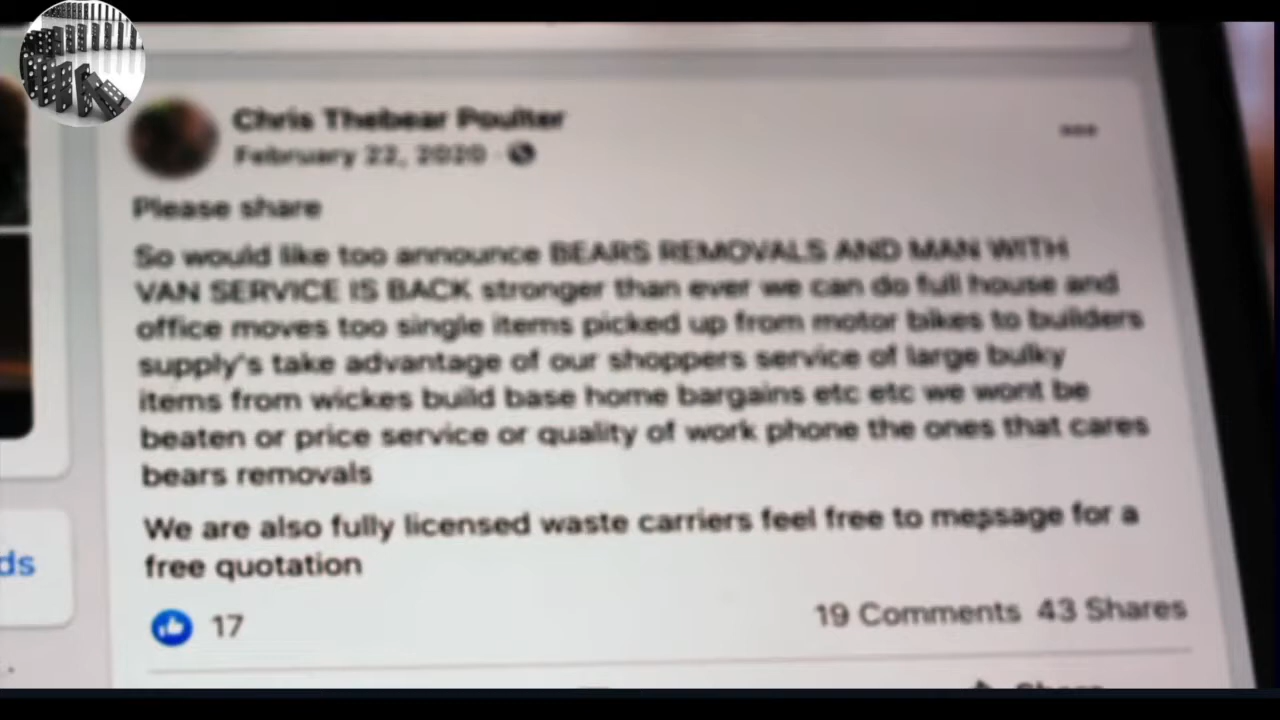 Chris Thebear Poulter
February 22, 2020 ·
Please share
So would like too announce BEARS REMOVALS AND MAN WITH
VAN SERVICE IS BACK stronger than ever we can do full house and
office moves too single items picked up from motor bikes to builders
supply's take advantage of our shoppers service of large bulky
items from wickes build base home bargains etc etc we wont be
beaten or price service or quality of work phone the ones that cares
bears removals
We are also fully licensed waste carriers feel free to message for a
free quotation
ds
17
19 Comments 43 Shares
Share